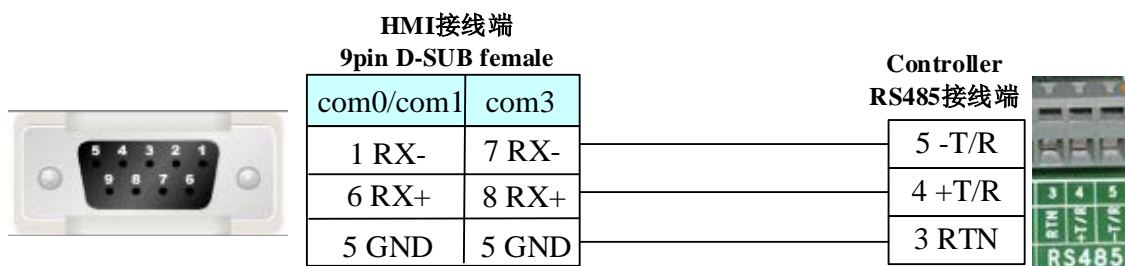 HMI接线端
9pin D-SUB female
Controller
RS485接线端
com0/com1 com3
1 RX- 7 RX- 5 -T/R
6 RX+ 8 RX+ 4 +T/R
5 GND 5 GND 3 RTN
5 4 3 2 1
9 8 7 6
3 4 5
RTN +T/R -T/R
RS485